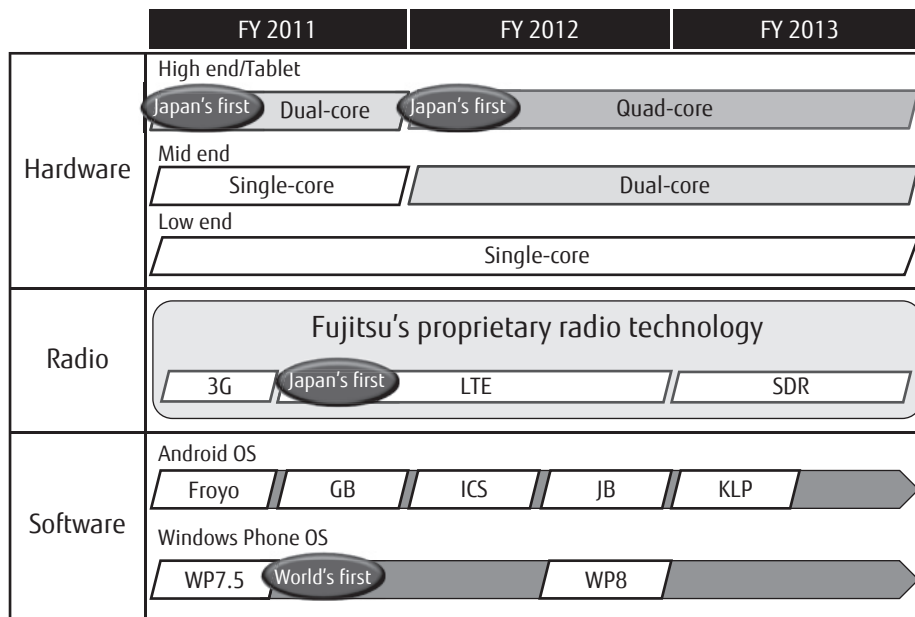 FY 2011 FY 2012 FY 2013
Hardware
High end/Tablet
Japan's first Dual-core Japan's first Quad-core
Mid end
Single-core Dual-core
Low end
Single-core
Radio
Fujitsu's proprietary radio technology
3G Japan's first LTE SDR
Software
Android OS
Froyo GB ICS JB KLP
Windows Phone OS
WP7.5 World's first WP8